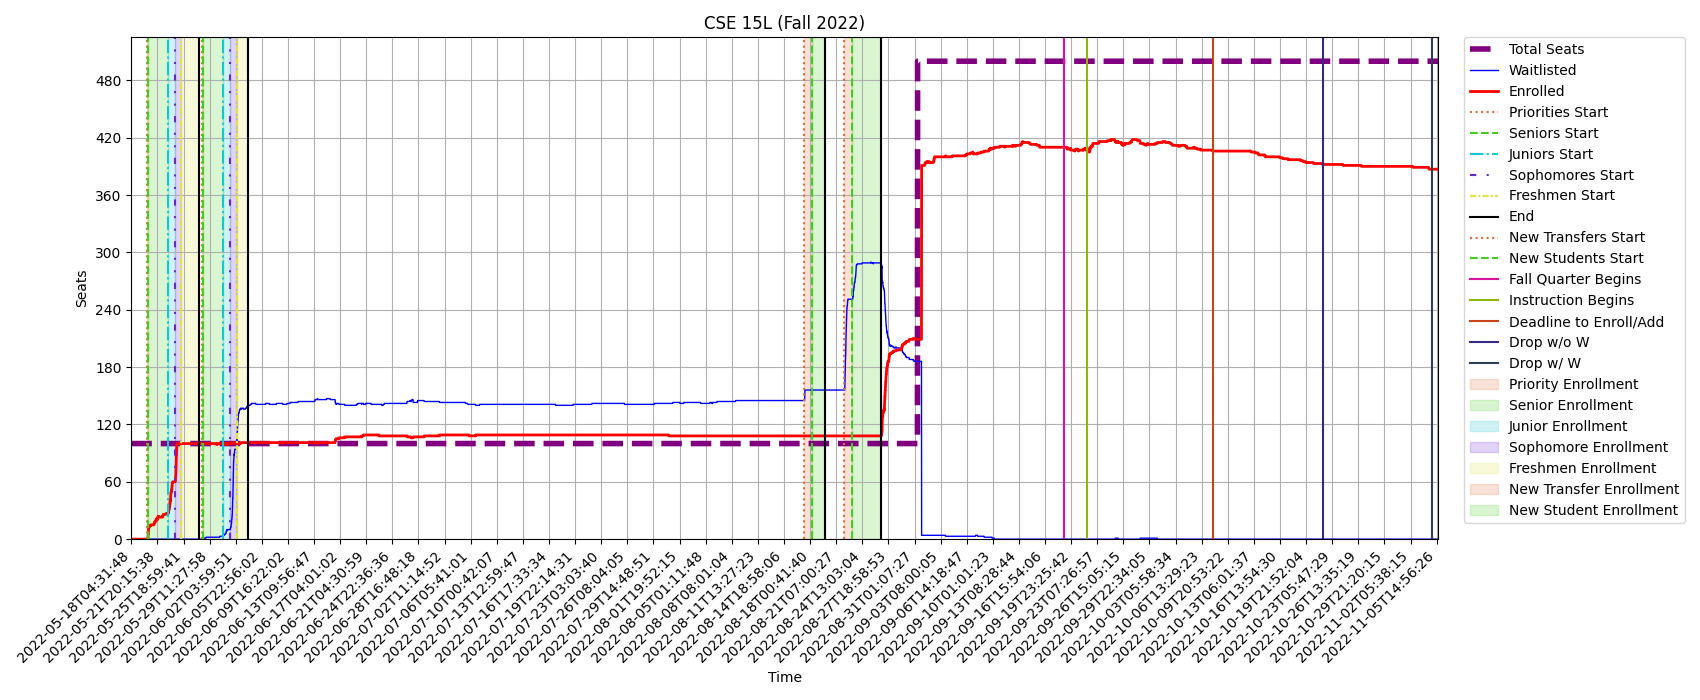 CSE 15L (Fall 2022)
Seats
480
420
360
300
240
180
120
60
0
2022-05-18T04:31:48
2022-05-21T20:15:38
2022-05-25T18:59:41
2022-05-29T11:27:58
2022-06-02T03:59:51
2022-06-05T22:56:02
2022-06-09T16:22:02
2022-06-13T09:56:47
2022-06-17T04:01:02
2022-06-21T04:30:59
2022-06-24T22:36:36
2022-06-28T16:48:18
2022-07-02T11:14:52
2022-07-06T05:41:01
2022-07-10T00:42:07
2022-07-13T12:59:47
2022-07-16T17:33:34
2022-07-19T22:14:31
2022-07-23T03:03:40
2022-07-26T08:04:05
2022-07-29T14:48:51
2022-08-01T19:52:15
2022-08-05T01:11:48
2022-08-08T08:01:04
2022-08-11T13:27:23
2022-08-14T18:58:06
2022-08-18T00:41:40
2022-08-21T07:00:27
2022-08-24T13:03:04
2022-08-27T18:58:53
2022-08-31T01:07:27
2022-09-03T08:00:05
2022-09-06T14:18:47
2022-09-10T01:01:23
2022-09-13T08:28:44
2022-09-16T15:54:06
2022-09-19T23:25:42
2022-09-23T07:26:57
2022-09-26T15:05:15
2022-09-29T22:34:05
2022-10-03T05:58:34
2022-10-06T13:29:23
2022-10-09T20:53:22
2022-10-13T06:01:37
2022-10-16T13:54:30
2022-10-19T21:52:04
2022-10-23T05:47:29
2022-10-26T13:35:19
2022-10-29T21:20:15
2022-11-02T05:38:15
2022-11-05T14:56:26
Time
Total Seats
Waitlisted
Enrolled
Priorities Start
Seniors Start
Juniors Start
Sophomores Start
Freshmen Start
End
New Transfers Start
New Students Start
Fall Quarter Begins
Instruction Begins
Deadline to Enroll/Add
Drop w/o W
Drop w/ W
Priority Enrollment
Senior Enrollment
Junior Enrollment
Sophomore Enrollment
Freshmen Enrollment
New Transfer Enrollment
New Student Enrollment